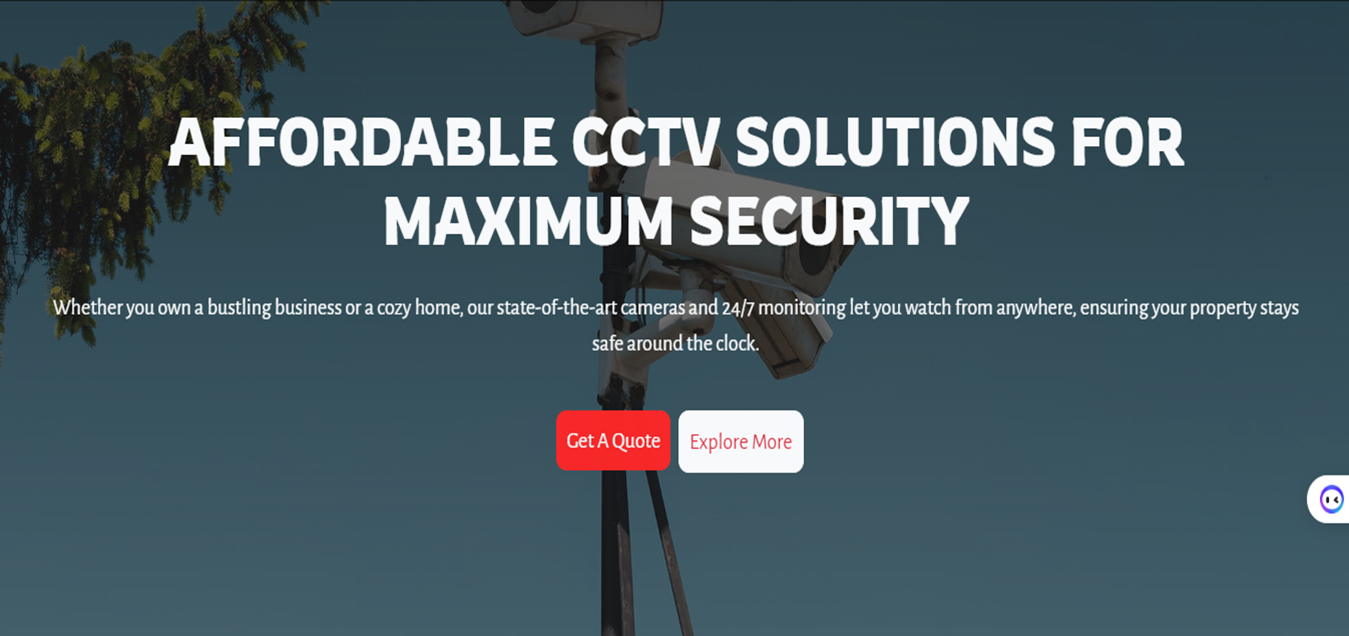 AFFORDABLE CCTV SOLUTIONS FOR
MAXIMUM SECURITY
Whether you own a bustling business or a cozy home, our state-of-the-art cameras and 24/7 monitoring let you watch from anywhere, ensuring your property stays
safe around the clock.
Get A Quote
Explore More